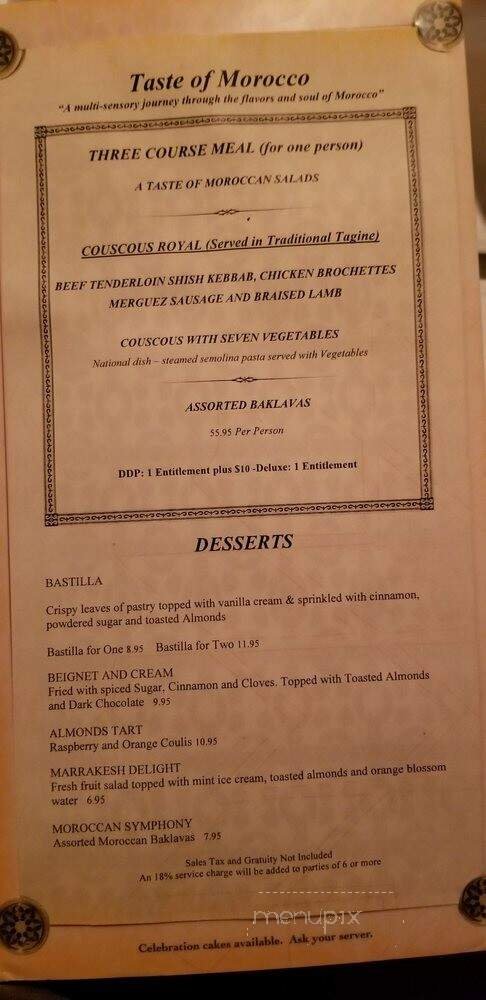 Taste of Morocco
"A multi-sensory journey through the flavors and soul of Morocco"
THREE COURSE MEAL (for one person)
A TASTE OF MOROCCAN SALADS
COUSCOUS ROYAL (Served in Traditional Tagine)
BEEF TENDERLOIN SHISH KEBBAB, CHICKEN BROCHETTES
MERGUEZ SAUSAGE AND BRAISED LAMB
COUSCOUS WITH SEVEN VEGETABLES
National dish – steamed semolina pasta served with Vegetables
ASSORTED BAKLAVAS
55.95 Per Person
DDP: 1 Entitlement plus $10 -Deluxe: 1 Entitlement
DESSERTS
BASTILLA
Crispy leaves of pastry topped with vanilla cream & sprinkled with cinnamon,
powdered sugar and toasted Almonds
Bastilla for One 8.95 Bastilla for Two 11.95
BEIGNET AND CREAM
Fried with spiced Sugar, Cinnamon and Cloves. Topped with Toasted Almonds
and Dark Chocolate 9.95
ALMONDS TART
Raspberry and Orange Coulis 10.95
MARRAKESH DELIGHT
Fresh fruit salad topped with mint ice cream, toasted almonds and orange blossom
water 6.95
MOROCCAN SYMPHONY
Assorted Moroccan Baklavas 7.95
Sales Tax and Gratuity Not Included
An 18% service charge will be added to parties of 6 or more
menupix
Celebration cakes available. Ask your server.